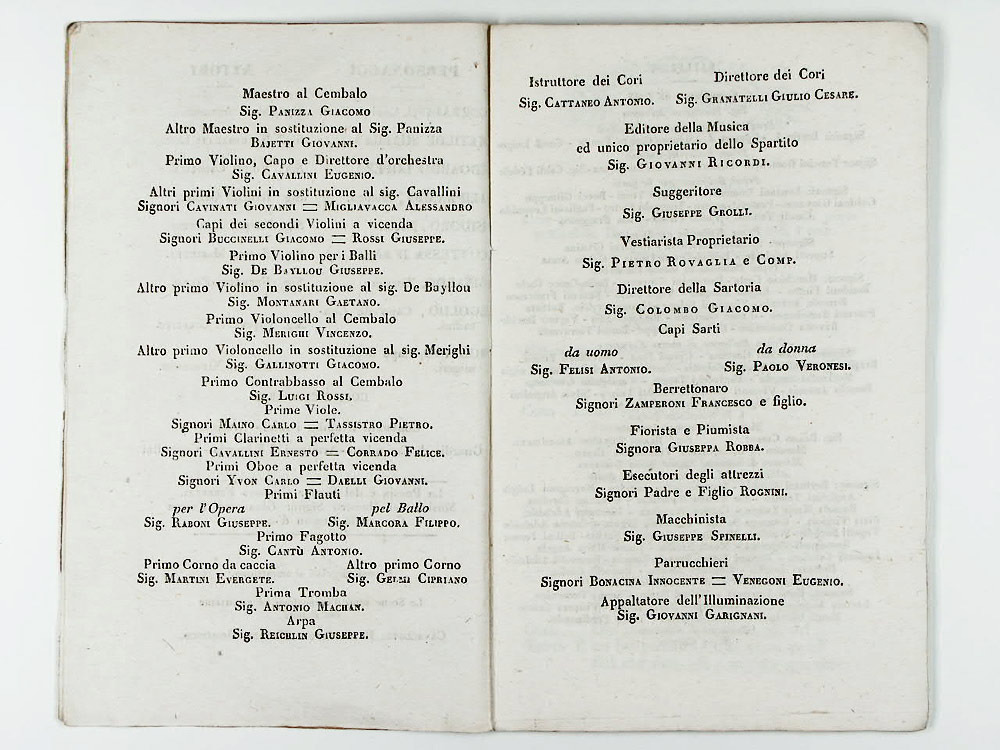 Maestro al Cembalo
Sig. PANIZZA GIACOMO
Altro Maestro in sostituzione al Sig. Panizza
BAJETTI GIOVANNI.
Primo Violino, Capo e Direttore d'orchestra
Sig. CAVALLINI EUGENIO.
Altri primi Violini in sostituzione al sig. Cavallini
Signori CAVINATI GIOVANNI = MIGLIAVACCA ALESSANDRO
Capi dei secondi Violini a vicenda
Signori BUCCINELLI GIACOMO = ROSSI GIUSEPPE.
Primo Violino per i Balli
Sig. DE BAYLLOU GIUSEPPE.
Altro primo Violino in sostituzione al sig. De Bayllou
Sig. MONTANARI GAETANO.
Primo Violoncello al Cembalo
Sig. MERIGHI VINCENZO.
Altro primo Violoncello in sostituzione al sig. Merighi
Sig. GALLINOTTI GIACOMO.
Primo Contrabbasso al Cembalo
Sig. LUIGI ROSSI.
Prime Viole.
Signori MAINO CARLO = TASSISTRO PIETRO.
Primi Clarinetti a perfetta vicenda
Signori CAVALLINI ERNESTO = CORRADO FELICE.
Primi Oboe a perfetta vicenda
Signori YVON CARLO = DAELLI GIOVANNI.
Primi Flauti
per l'Opera pel Ballo
Sig. RABONI GIUSEPPE. Sig. MARCORA FILIPPO.
Primo Fagotto
Sig. CANTÙ ANTONIO.
Primo Corno da caccia Altro primo Corno
Sig. MARTINI EVERGETE. Sig. GELMI CIPRIANO
Prima Tromba
Sig. ANTONIO MACHAN.
Arpa
Sig. REICHLIN GIUSEPPE.
Istruttore dei Cori Direttore dei Cori
Sig. CATTANEO ANTONIO. Sig. GRANATELLI GIULIO CESARE.
Editore della Musica
ed unico proprietario dello Spartito
Sig. GIOVANNI RICORDI.
Suggeritore
Sig. GIUSEPPE GROLLI.
Vestiarista Proprietario
Sig. PIETRO ROVAGLIA e COMP.
Direttore della Sartoria
Sig. COLOMBO GIACOMO.
Capi Sarti
da uomo da donna
Sig. FELISI ANTONIO. Sig. PAOLO VERONESI.
Berrettonaro
Signori ZAMPERONI FRANCESCO e figlio.
Fiorista e Piumista
Signora GIUSEPPA ROBBA.
Esecutori degli attrezzi
Signori Padre e Figlio ROGNINI.
Macchinista
Sig. GIUSEPPE SPINELLI.
Parrucchieri
Signori BONACINA INNOCENTE = VENEGONI EUGENIO.
Appaltatore dell'Illuminazione
Sig. GIOVANNI GARIGNANI.